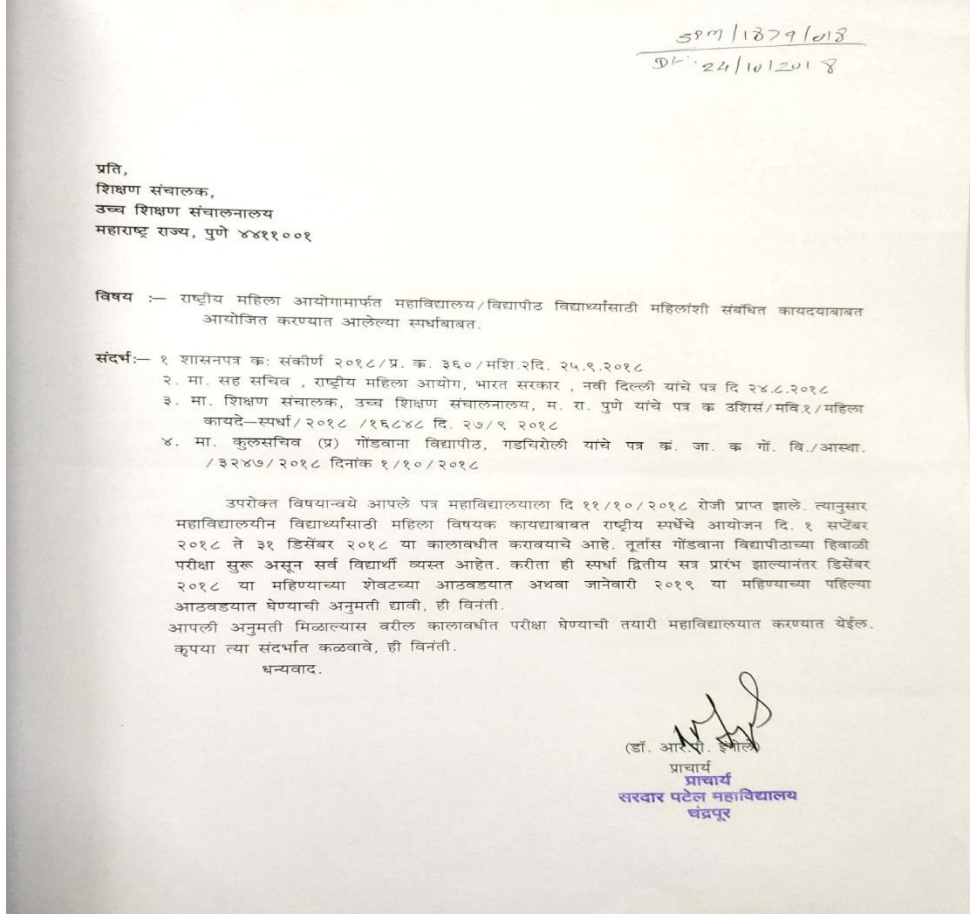 SPM/1879/018
Dt. 24/10/2018
प्रति,
शिक्षण संचालक,
उच्च शिक्षण संचालनालय
महाराष्ट्र राज्य, पुणे ४४११००१
विषय :– राष्ट्रीय महिला आयोगामार्फत महाविद्यालय/विद्यापीठ विद्यार्थ्यांसाठी महिलांशी संबंधित कायदयाबाबत
आयोजित करण्यात आलेल्या स्पर्धाबाबत.
संदर्भ:– १ शासनपत्र क: संकीर्ण २०१८/प्र. क. ३६०/मशि.२दि. २५.९.२०१८
२. मा. सह सचिव , राष्ट्रीय महिला आयोग, भारत सरकार , नवी दिल्ली यांचे पत्र दि २४.८.२०१८
३. मा. शिक्षण संचालक, उच्च शिक्षण संचालनालय, म. रा. पुणे यांचे पत्र क उशिसं/मवि.१/महिला
कायदे–स्पर्धा/२०१८ /१६८४८ दि. २७/९ २०१८
४. मा. कुलसचिव (प्र) गोंडवाना विद्यापीठ, गडचिरोली यांचे पत्र कं. जा. क गों. वि./आस्था.
/३२४७/२०१८ दिनांक १/१०/२०१८
उपरोक्त विषयान्वये आपले पत्र महाविद्यालयाला दि ११/१०/२०१८ रोजी प्राप्त झाले. त्यानुसार
महाविद्यालयीन विद्यार्थ्यांसाठी महिला विषयक कायद्याबाबत राष्ट्रीय स्पर्धेचे आयोजन दि. १ सप्टेंबर
२०१८ ते ३१ डिसेंबर २०१८ या कालावधीत करावयाचे आहे. तूर्तास गोंडवाना विद्यापीठाच्या हिवाळी
परीक्षा सुरू असून सर्व विद्यार्थी व्यस्त आहेत. करीता ही स्पर्धा द्वितीय सत्र प्रारंभ झाल्यानंतर डिसेंबर
२०१८ या महिण्याच्या शेवटच्या आठवडयात अथवा जानेवारी २०१९ या महिण्याच्या पहिल्या
आठवडयात घेण्याची अनुमती द्यावी, ही विनंती.
आपली अनुमती मिळाल्यास वरील कालावधीत परीक्षा घेण्याची तयारी महाविद्यालयात करण्यात येईल.
कृपया त्या संदर्भात कळवावे, ही विनंती.
धन्यवाद.
(डॉ. आर.पी. इंगोले)
प्राचार्य
प्राचार्य
सरदार पटेल महाविद्यालय
चंद्रपूर